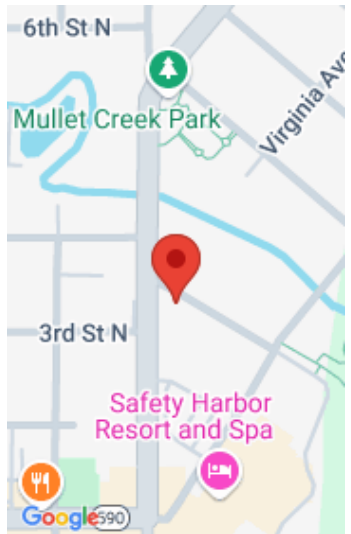 6th St N
Mullet Creek Park
Virginia Ave
3rd St N
Safety Harbor
Resort and Spa
Google
590